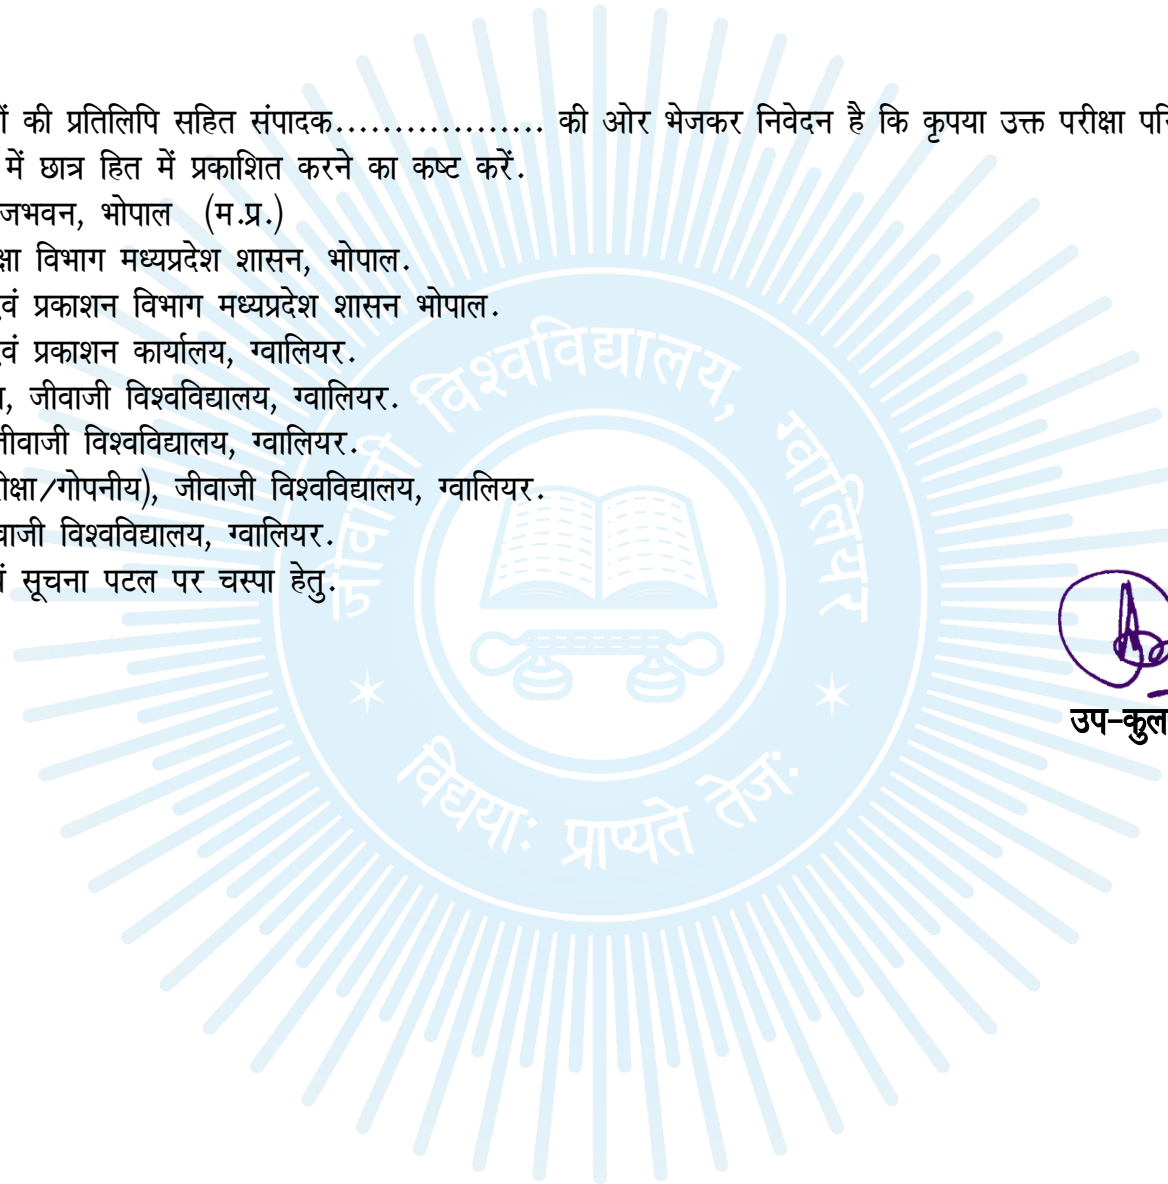 ों की प्रतिलिपि सहित संपादक.................. की ओर भेजकर निवेदन है कि कृपया उक्त परीक्षा परि
में छात्र हित में प्रकाशित करने का कष्ट करें.
जभवन, भोपाल (म.प्र.)
क्षा विभाग मध्यप्रदेश शासन, भोपाल.
वं प्रकाशन विभाग मध्यप्रदेश शासन भोपाल.
वं प्रकाशन कार्यालय, ग्वालियर.
, जीवाजी विश्वविद्यालय, ग्वालियर.
जीवाजी विश्वविद्यालय, ग्वालियर.
ीक्षा/गोपनीय), जीवाजी विश्वविद्यालय, ग्वालियर.
वाजी विश्वविद्यालय, ग्वालियर.
वं सूचना पटल पर चस्पा हेतु.
उप-कुल
जीवाजी विश्वविद्यालय, ग्वालियर
विद्यया: प्राप्यते तेज: